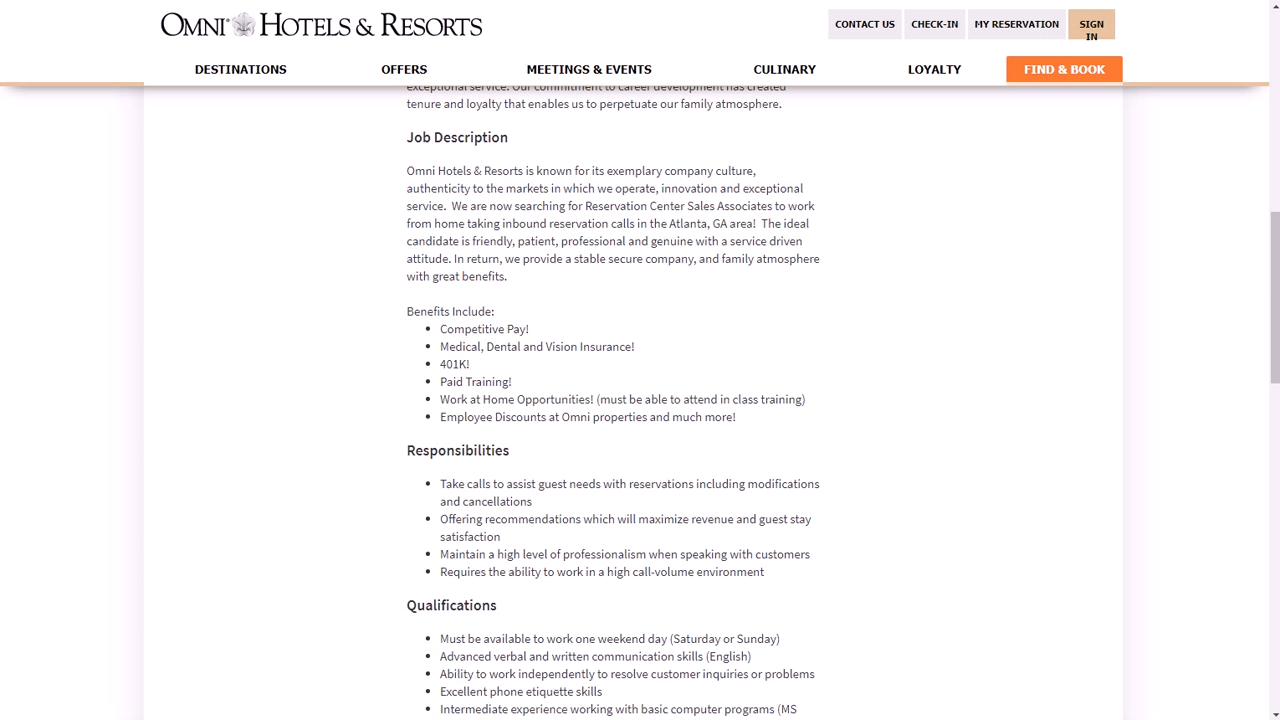 OMNI HOTELS & RESORTS
CONTACT US
CHECK-IN
MY RESERVATION
SIGN
IN
DESTINATIONS
OFFERS
MEETINGS & EVENTS
CULINARY
LOYALTY
FIND & BOOK
exceptional service. Our commitment to career development has created
tenure and loyalty that enables us to perpetuate our family atmosphere.
Job Description
Omni Hotels & Resorts is known for its exemplary company culture,
authenticity to the markets in which we operate, innovation and exceptional
service.  We are now searching for Reservation Center Sales Associates to work
from home taking inbound reservation calls in the Atlanta, GA area!  The ideal
candidate is friendly, patient, professional and genuine with a service driven
attitude. In return, we provide a stable secure company, and family atmosphere
with great benefits.
Benefits Include:
• Competitive Pay!
• Medical, Dental and Vision Insurance!
• 401K!
• Paid Training!
• Work at Home Opportunities! (must be able to attend in class training)
• Employee Discounts at Omni properties and much more!
Responsibilities
• Take calls to assist guest needs with reservations including modifications
and cancellations
• Offering recommendations which will maximize revenue and guest stay
satisfaction
• Maintain a high level of professionalism when speaking with customers
• Requires the ability to work in a high call-volume environment
Qualifications
• Must be available to work one weekend day (Saturday or Sunday)
• Advanced verbal and written communication skills (English)
• Ability to work independently to resolve customer inquiries or problems
• Excellent phone etiquette skills
• Intermediate experience working with basic computer programs (MS